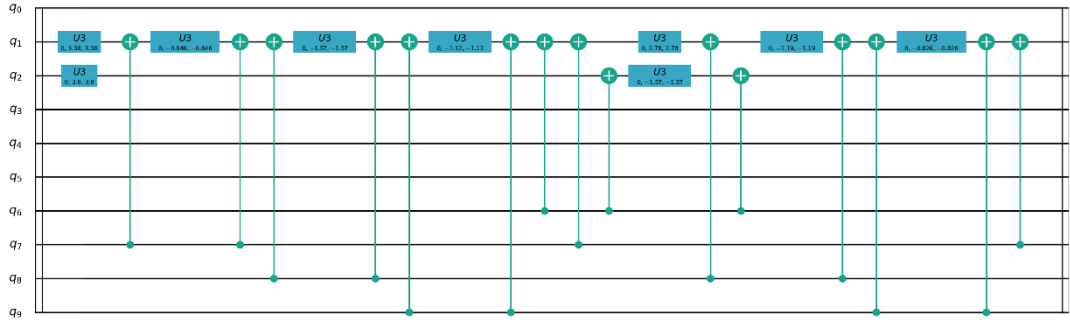 q0
q1 U3 U3 U3 U3 U3 U3 U3
0, 3.38, 3.38 0, −0.846, −0.846 0, −1.57, −1.57 0, −1.12, −1.12 0, 2.78, 2.78 0, −1.19, −1.19 0, −0.826, −0.826
q2 U3 U3
0, 2.8, 2.8 0, −1.57, −1.57
q3
q4
q5
q6
q7
q8
q9